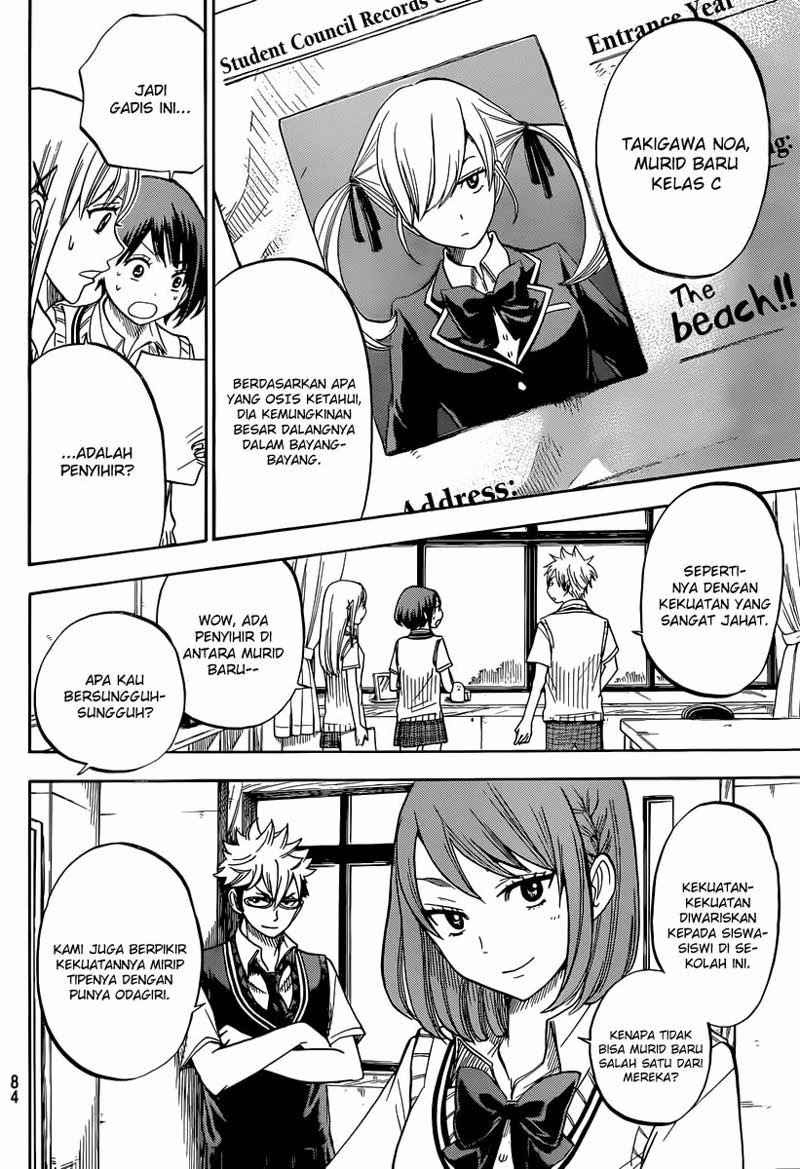 Student Council Records
Entrance Year
TAKIGAWA NOA,
MURID BARU
KELAS C
The
beach!!
BERDASARKAN APA
YANG OSIS KETAHUI,
DIA KEMUNGKINAN
BESAR DALANGNYA
DALAM BAYANG-
BAYANG.
Address:
JADI
GADIS INI...
...ADALAH
PENYIHIR?
SEPERTI-
NYA DENGAN
KEKUATAN YANG
SANGAT JAHAT.
WOW, ADA
PENYIHIR DI
ANTARA MURID
BARU--
APA KAU
BERSUNGGUH-
SUNGGUH?
KEKUATAN-
KEKUATAN
DIWARISKAN
KEPADA SISWA-
SISWI DI SE-
KOLAH INI.
KENAPA TIDAK
BISA MURID BARU
SALAH SATU DARI
MEREKA?
KAMI JUGA BERPIKIR
KEKUATANNYA MIRIP
TIPENYA DENGAN
PUNYA ODAGIRI.
84